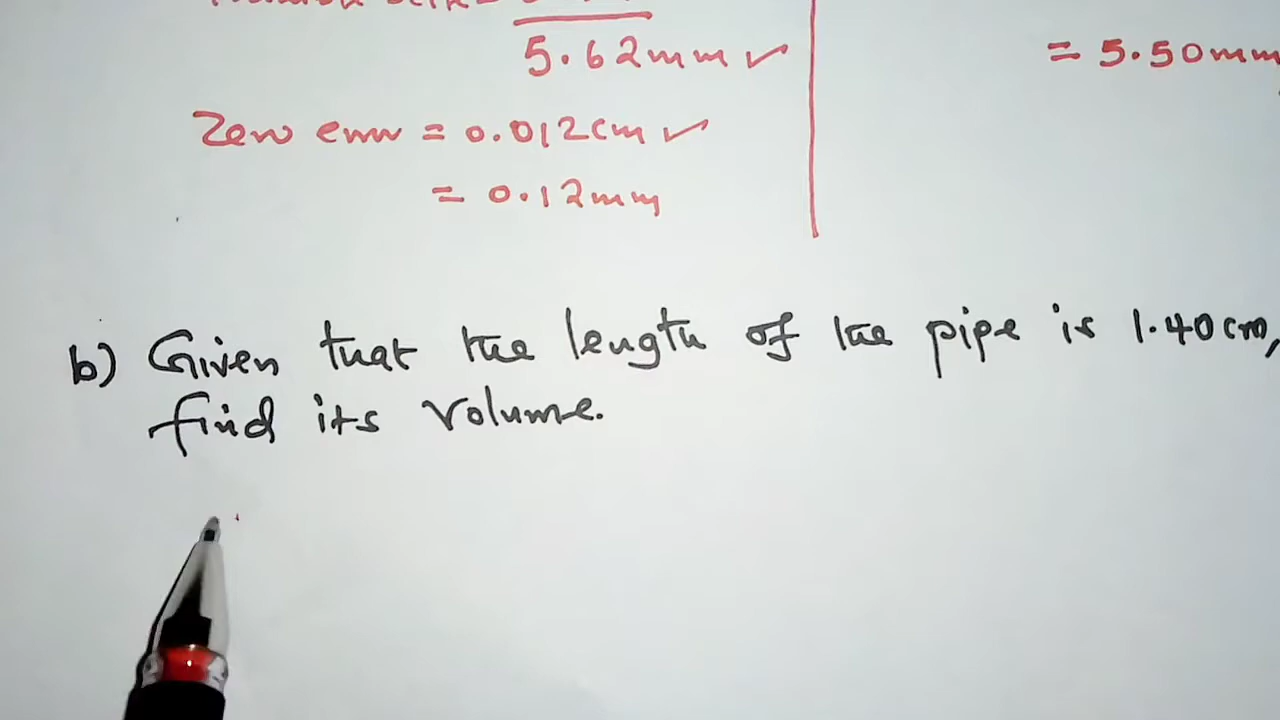 5.62mm ✓
= 5.50mm
Zero error = 0.012cm ✓
= 0.12mm
b) Given that the length of the pipe is 1.40cm,
find its volume.